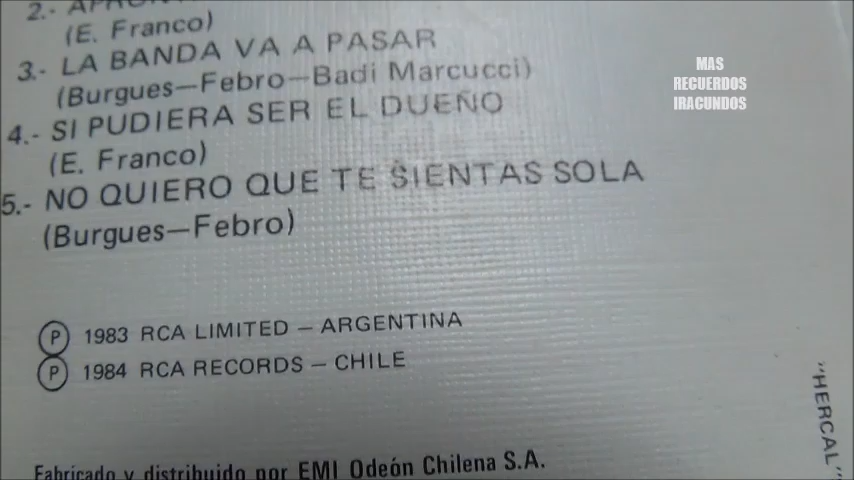 2.-
(E. Franco)
3.- LA BANDA VA A PASAR
(Burgues—Febro—Badi Marcucci)
4.- SI PUDIERA SER EL DUEÑO
(E. Franco)
5.- NO QUIERO QUE TE SIENTAS SOLA
(Burgues—Febro)
Ⓟ 1983 RCA LIMITED — ARGENTINA
Ⓟ 1984 RCA RECORDS — CHILE
Fabricado y distribuido por EMI Odeón Chilena S.A.
"HERCAL"
MAS
RECUERDOS
IRACUNDOS